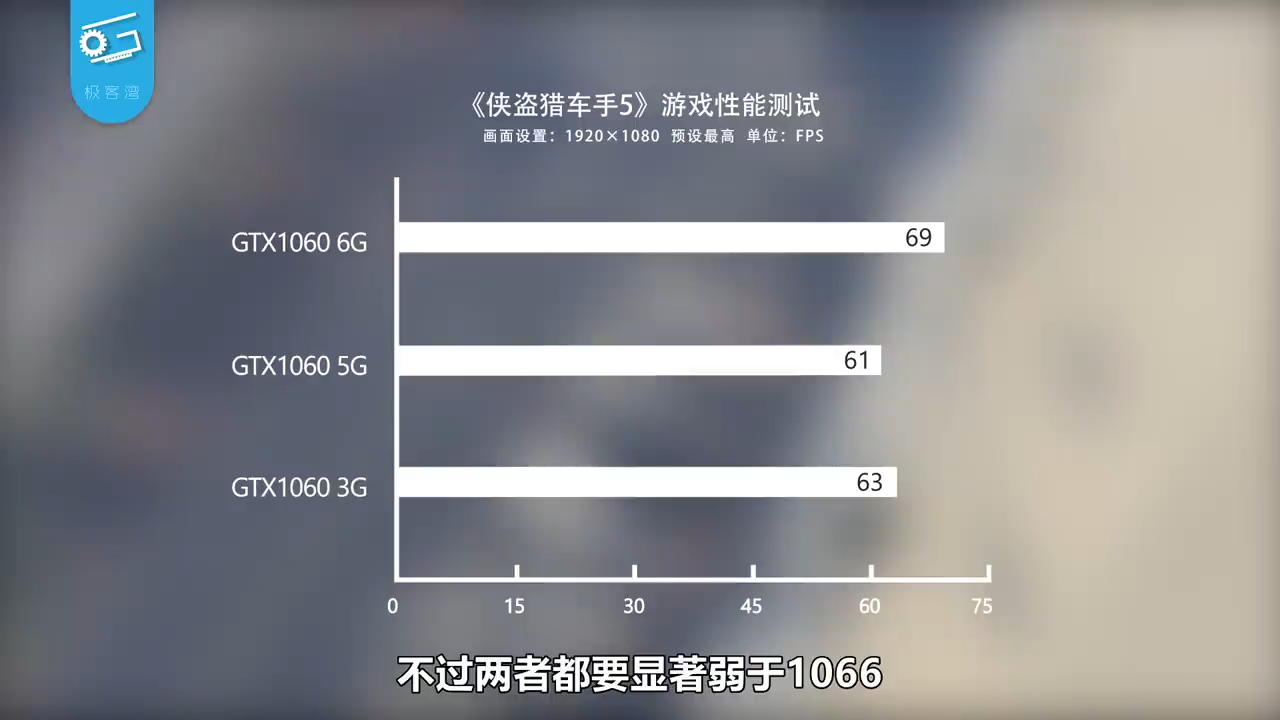 极客湾
《侠盗猎车手5》游戏性能测试
画面设置：1920×1080 预设最高 单位：FPS
GTX1060 6G 69
GTX1060 5G 61
GTX1060 3G 63
0 15 30 45 60 75
不过两者都要显著弱于1066